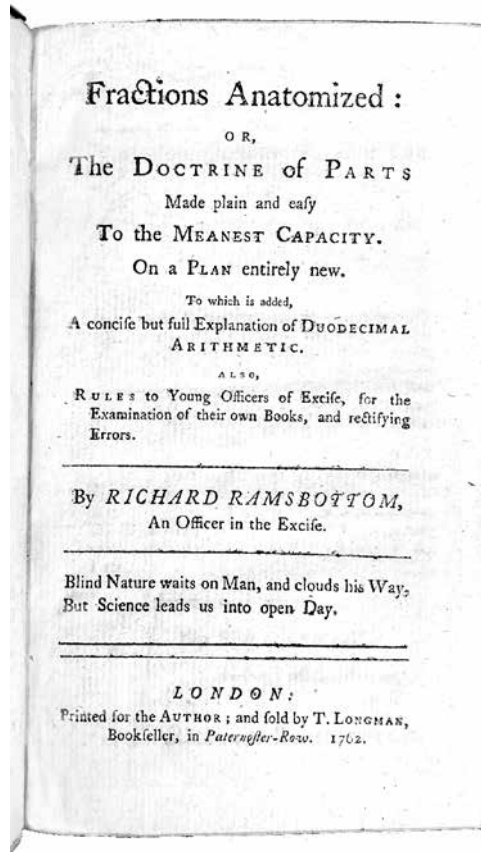 Fractions Anatomized :
OR,
The DOCTRINE of PARTS
Made plain and eaſy
To the MEANEST CAPACITY.
On a PLAN entirely new.
To which is added,
A conciſe but full Explanation of DUODECIMAL
ARITHMETIC.
ALSO,
RULES to Young Officers of Exciſe, for the
Examination of their own Books, and rectifying
Errors.
By RICHARD RAMSBOTTOM,
An Officer in the Exciſe.
Blind Nature waits on Man, and clouds his Way,
But Science leads us into open Day.
LONDON:
Printed for the AUTHOR ; and ſold by T. LONGMAN,
Bookſeller, in Paternoſter-Row. 1762.